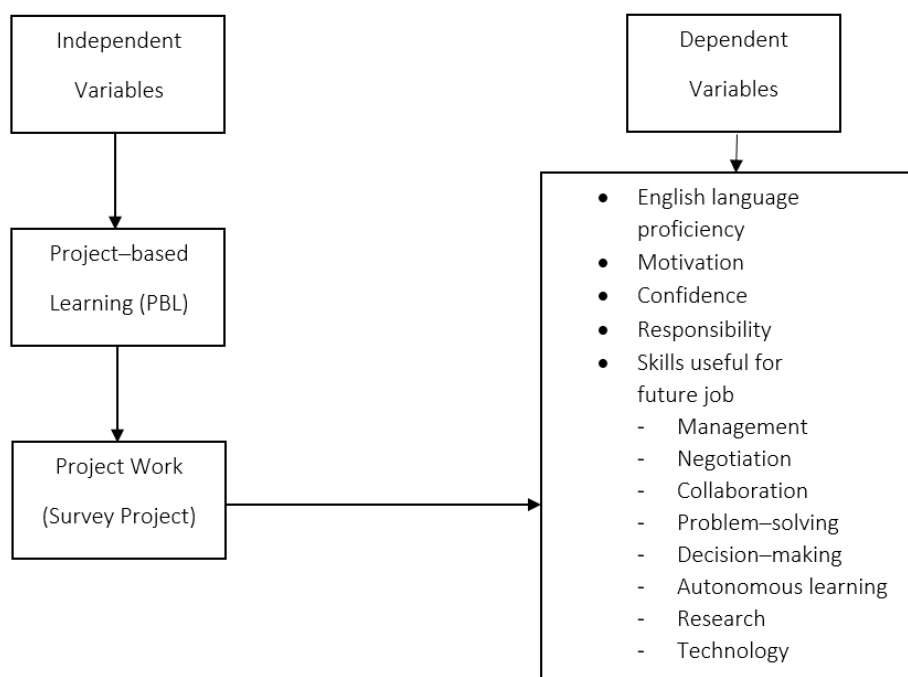 Independent
Variables
Project–based
Learning (PBL)
Project Work
(Survey Project)
Dependent
Variables
● English language
proficiency
● Motivation
● Confidence
● Responsibility
● Skills useful for
future job
- Management
- Negotiation
- Collaboration
- Problem–solving
- Decision–making
- Autonomous learning
- Research
- Technology